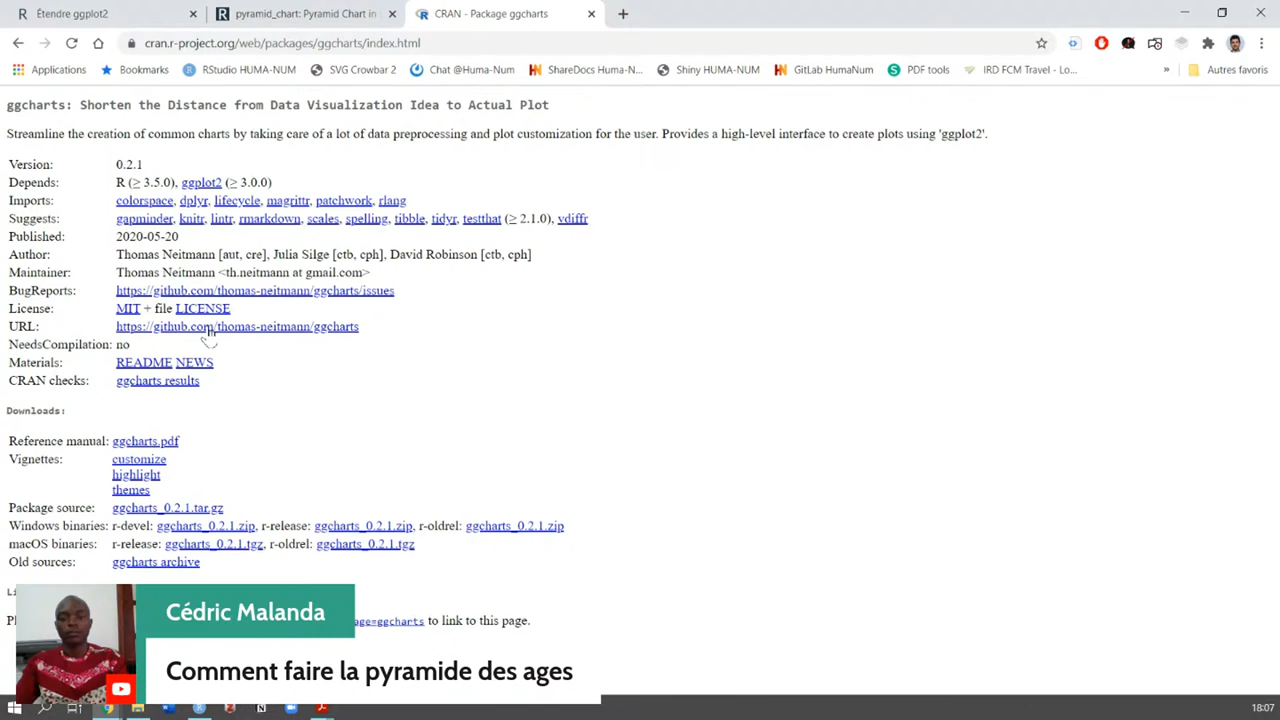 Étendre ggplot2
pyramid_chart: Pyramid Chart in
CRAN - Package ggcharts
cran.r-project.org/web/packages/ggcharts/index.html
Applications Bookmarks RStudio HUMA-NUM SVG Crowbar 2 Chat @Huma-Num ShareDocs Huma-N... Shiny HUMA-NUM GitLab HumaNum PDF tools IRD FCM Travel - Lo... » Autres favoris
ggcharts: Shorten the Distance from Data Visualization Idea to Actual Plot
Streamline the creation of common charts by taking care of a lot of data preprocessing and plot customization for the user. Provides a high-level interface to create plots using 'ggplot2'.
Version: 0.2.1
Depends: R (≥ 3.5.0), ggplot2 (≥ 3.0.0)
Imports: colorspace, dplyr, lifecycle, magrittr, patchwork, rlang
Suggests: gapminder, knitr, lintr, rmarkdown, scales, spelling, tibble, tidyr, testthat (≥ 2.1.0), vdiffr
Published: 2020-05-20
Author: Thomas Neitmann [aut, cre], Julia Silge [ctb, cph], David Robinson [ctb, cph]
Maintainer: Thomas Neitmann <th.neitmann at gmail.com>
BugReports: https://github.com/thomas-neitmann/ggcharts/issues
License: MIT + file LICENSE
URL: https://github.com/thomas-neitmann/ggcharts
NeedsCompilation: no
Materials: README NEWS
CRAN checks: ggcharts results
Downloads:
Reference manual: ggcharts.pdf
Vignettes: customize
highlight
themes
Package source: ggcharts_0.2.1.tar.gz
Windows binaries: r-devel: ggcharts_0.2.1.zip, r-release: ggcharts_0.2.1.zip, r-oldrel: ggcharts_0.2.1.zip
macOS binaries: r-release: ggcharts_0.2.1.tgz, r-oldrel: ggcharts_0.2.1.tgz
Old sources: ggcharts archive
age=ggcharts to link to this page.
Cédric Malanda
Comment faire la pyramide des ages
18:07